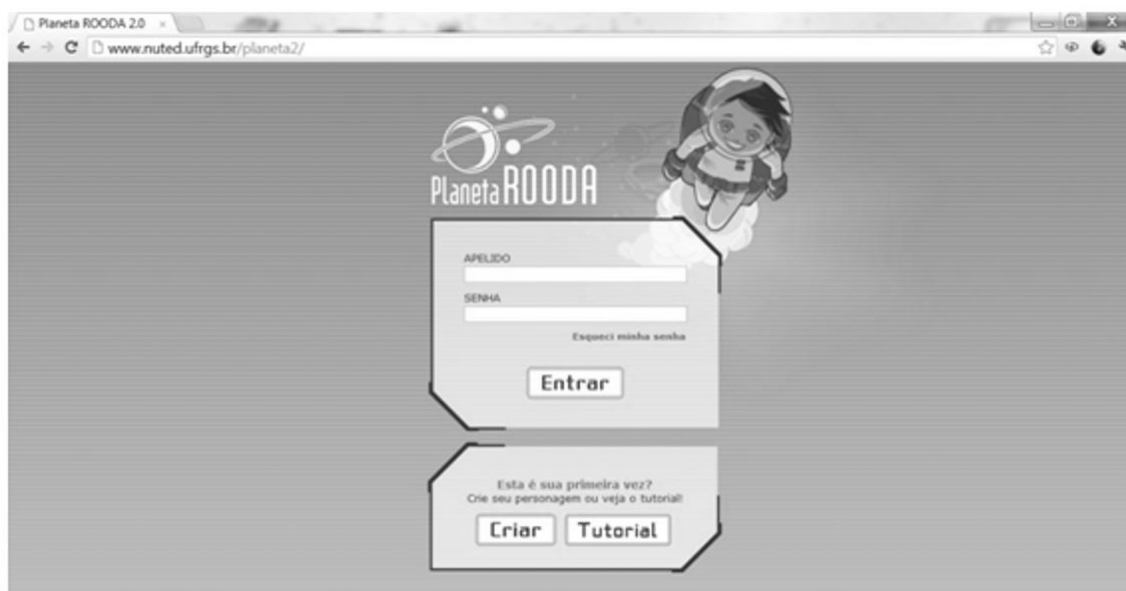 Planeta ROODA 2.0
www.nuted.ufrgs.br/planeta2/
Planeta ROODA
APELIDO
SENHA
Esqueci minha senha
Entrar
Esta é sua primeira vez?
Crie seu personagem ou veja o tutorial!
Criar Tutorial